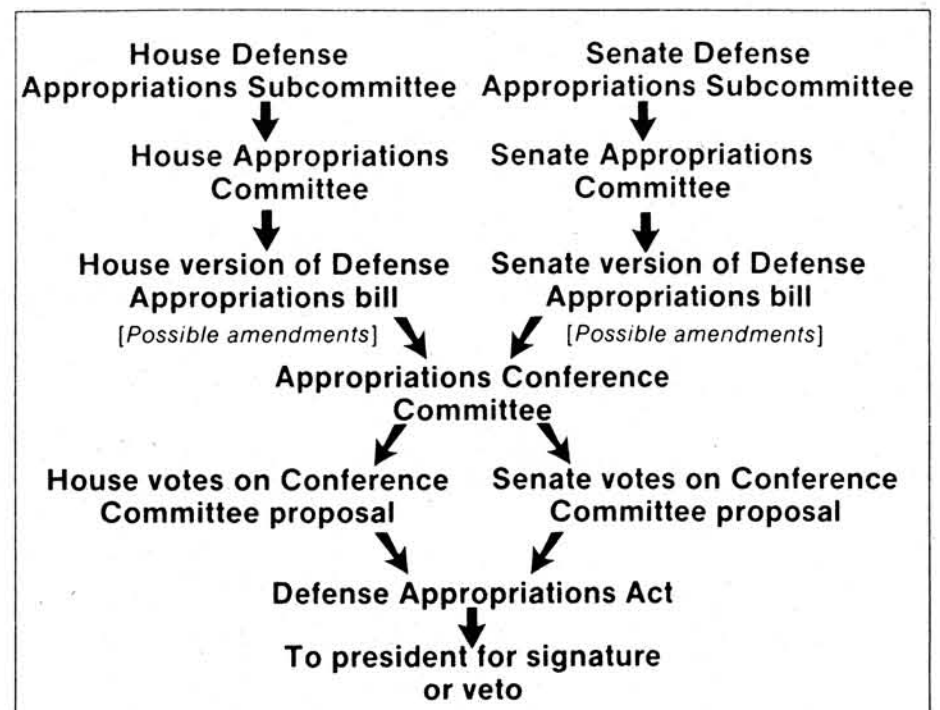 House Defense
Appropriations Subcommittee
Senate Defense
Appropriations Subcommittee
House Appropriations
Committee
Senate Appropriations
Committee
House version of Defense
Appropriations bill
[Possible amendments]
Senate version of Defense
Appropriations bill
[Possible amendments]
Appropriations Conference
Committee
House votes on Conference
Committee proposal
Senate votes on Conference
Committee proposal
Defense Appropriations Act
To president for signature
or veto